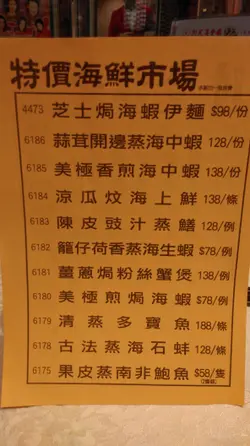 特價海鮮市場
4473 芝士焗海蝦伊麵 $98/份
6186 蒜茸開邊蒸海中蝦 128/份
6185 美極香煎海中蝦 138/份
6184 涼瓜炆海上鮮 138/條
6183 陳皮豉汁蒸鱔 128/例
6182 籠仔荷香蒸海生蝦 $78/例
6181 薑蔥焗粉絲蟹煲 138/例
6180 美極煎焗海蝦 $78/例
6179 清蒸多寶魚 188/條
6178 古法蒸海石蚌 128/條
6175 果皮蒸南非鮑魚 $58/隻